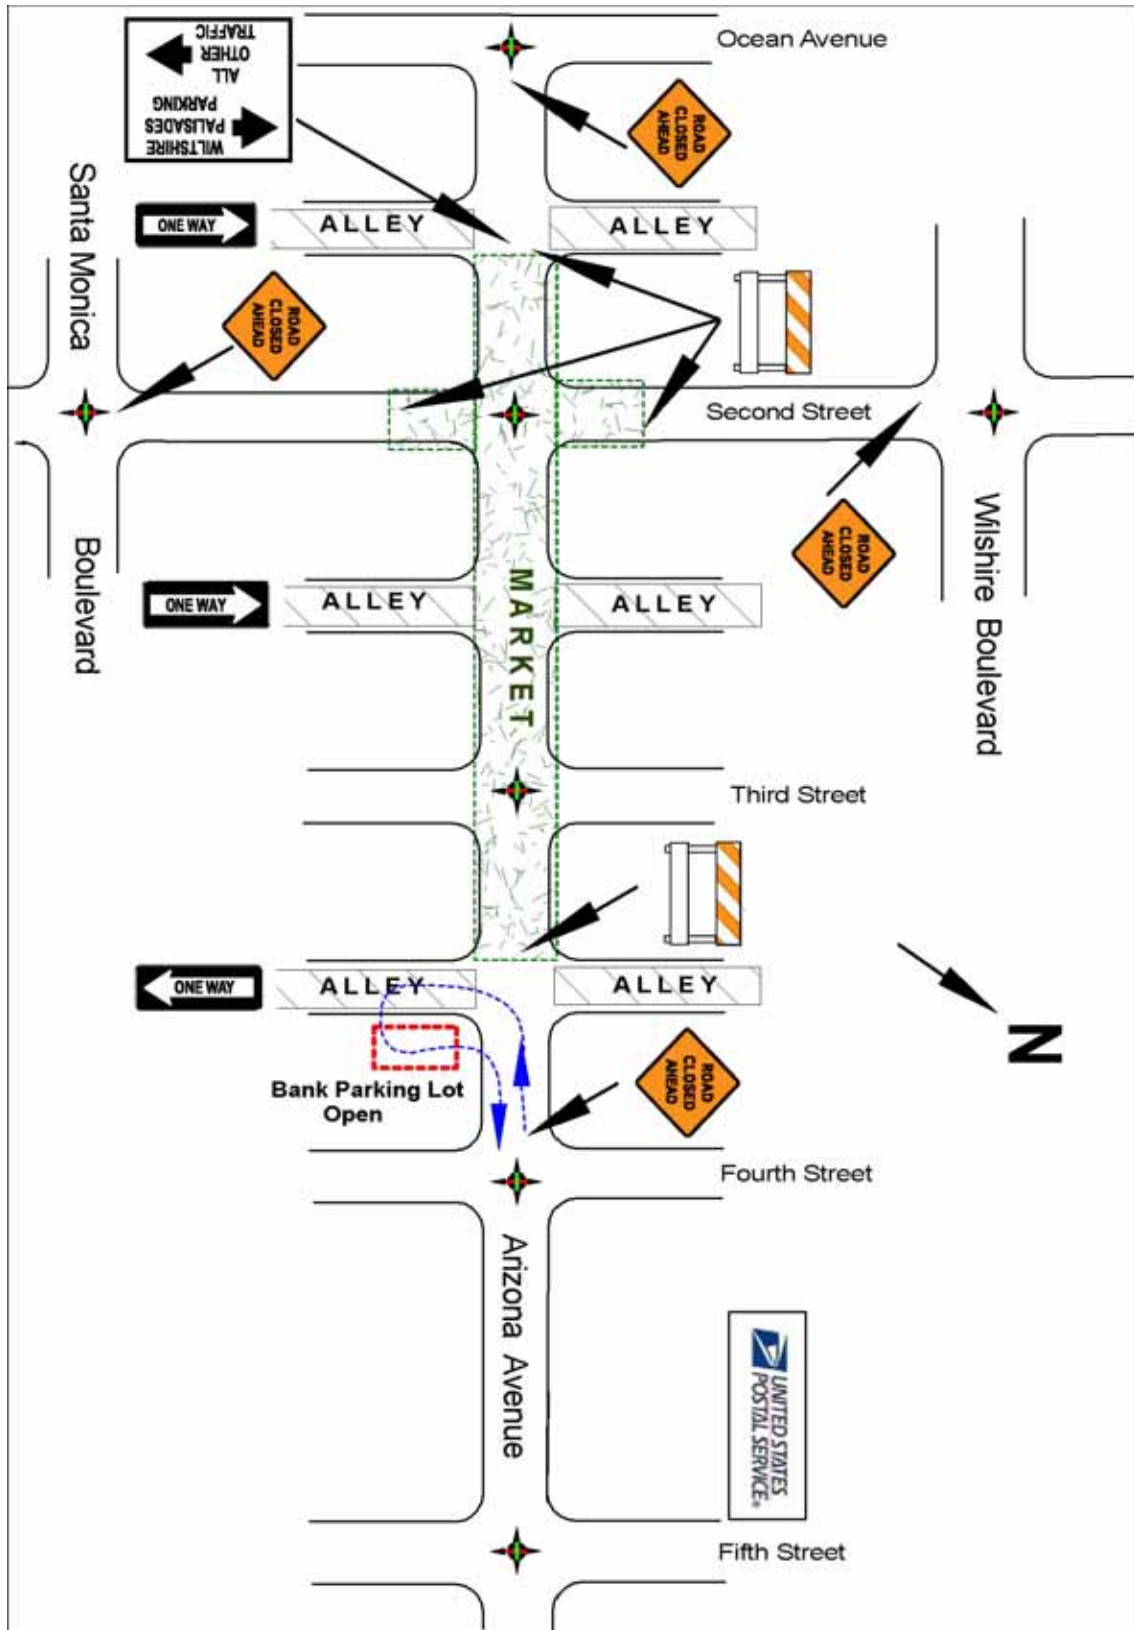 Ocean Avenue
WILTSHIRE
PALISADES
PARKING
ALL
OTHER
TRAFFIC
ROAD
CLOSED
AHEAD
Santa Monica
ONE WAY
ALLEY
ALLEY
ROAD
CLOSED
AHEAD
Second Street
Boulevard
Wilshire Boulevard
ROAD
CLOSED
AHEAD
ONE WAY
ALLEY
ALLEY
MARKET
Third Street
ONE WAY
ALLEY
ALLEY
N
Bank Parking Lot
Open
ROAD
CLOSED
AHEAD
Fourth Street
Arizona Avenue
UNITED STATES
POSTAL SERVICE®
Fifth Street